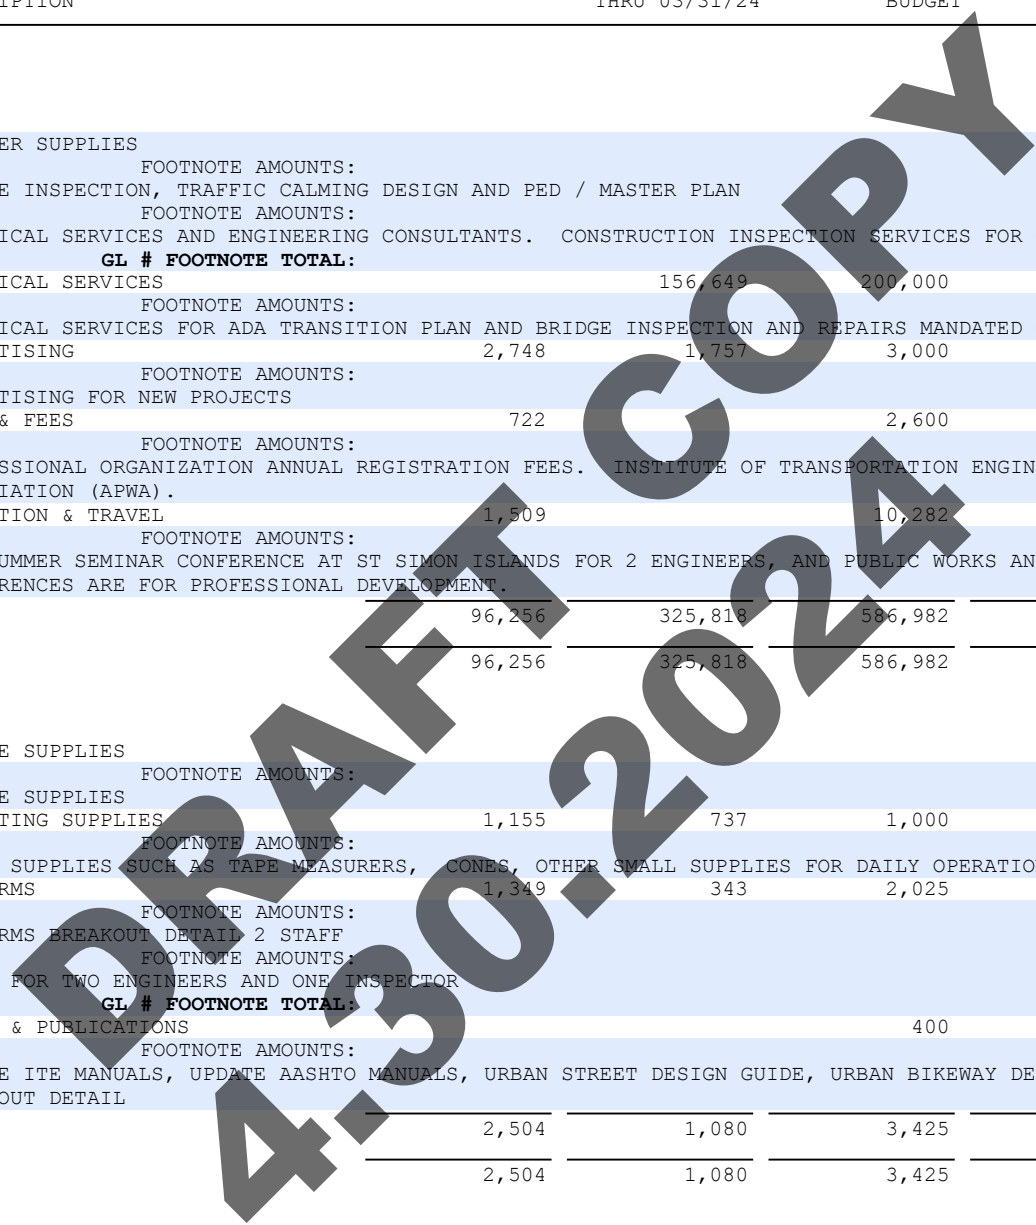 THRU 03/31/24 BUDGET
ER SUPPLIES
FOOTNOTE AMOUNTS:
E INSPECTION, TRAFFIC CALMING DESIGN AND PED / MASTER PLAN
FOOTNOTE AMOUNTS:
ICAL SERVICES AND ENGINEERING CONSULTANTS. CONSTRUCTION INSPECTION SERVICES FOR
GL # FOOTNOTE TOTAL:
ICAL SERVICES 156,649 200,000
FOOTNOTE AMOUNTS:
ICAL SERVICES FOR ADA TRANSITION PLAN AND BRIDGE INSPECTION AND REPAIRS MANDATED
TISING 2,748 1,757 3,000
FOOTNOTE AMOUNTS:
TISING FOR NEW PROJECTS
& FEES 722 2,600
FOOTNOTE AMOUNTS:
SSIONAL ORGANIZATION ANNUAL REGISTRATION FEES. INSTITUTE OF TRANSPORTATION ENGIN
IATION (APWA).
TION & TRAVEL 1,509 10,282
FOOTNOTE AMOUNTS:
UMMER SEMINAR CONFERENCE AT ST SIMON ISLANDS FOR 2 ENGINEERS, AND PUBLIC WORKS AN
RENCES ARE FOR PROFESSIONAL DEVELOPMENT.
96,256 325,818 586,982
96,256 325,818 586,982
E SUPPLIES
FOOTNOTE AMOUNTS:
E SUPPLIES
TING SUPPLIES 1,155 737 1,000
FOOTNOTE AMOUNTS:
SUPPLIES SUCH AS TAPE MEASURERS, CONES, OTHER SMALL SUPPLIES FOR DAILY OPERATIO
RMS 1,349 343 2,025
FOOTNOTE AMOUNTS:
RMS BREAKOUT DETAIL 2 STAFF
FOOTNOTE AMOUNTS:
FOR TWO ENGINEERS AND ONE INSPECTOR
GL # FOOTNOTE TOTAL:
& PUBLICATIONS 400
FOOTNOTE AMOUNTS:
E ITE MANUALS, UPDATE AASHTO MANUALS, URBAN STREET DESIGN GUIDE, URBAN BIKEWAY DE
OUT DETAIL
2,504 1,080 3,425
2,504 1,080 3,425
DRAFT COPY
4.30.2024